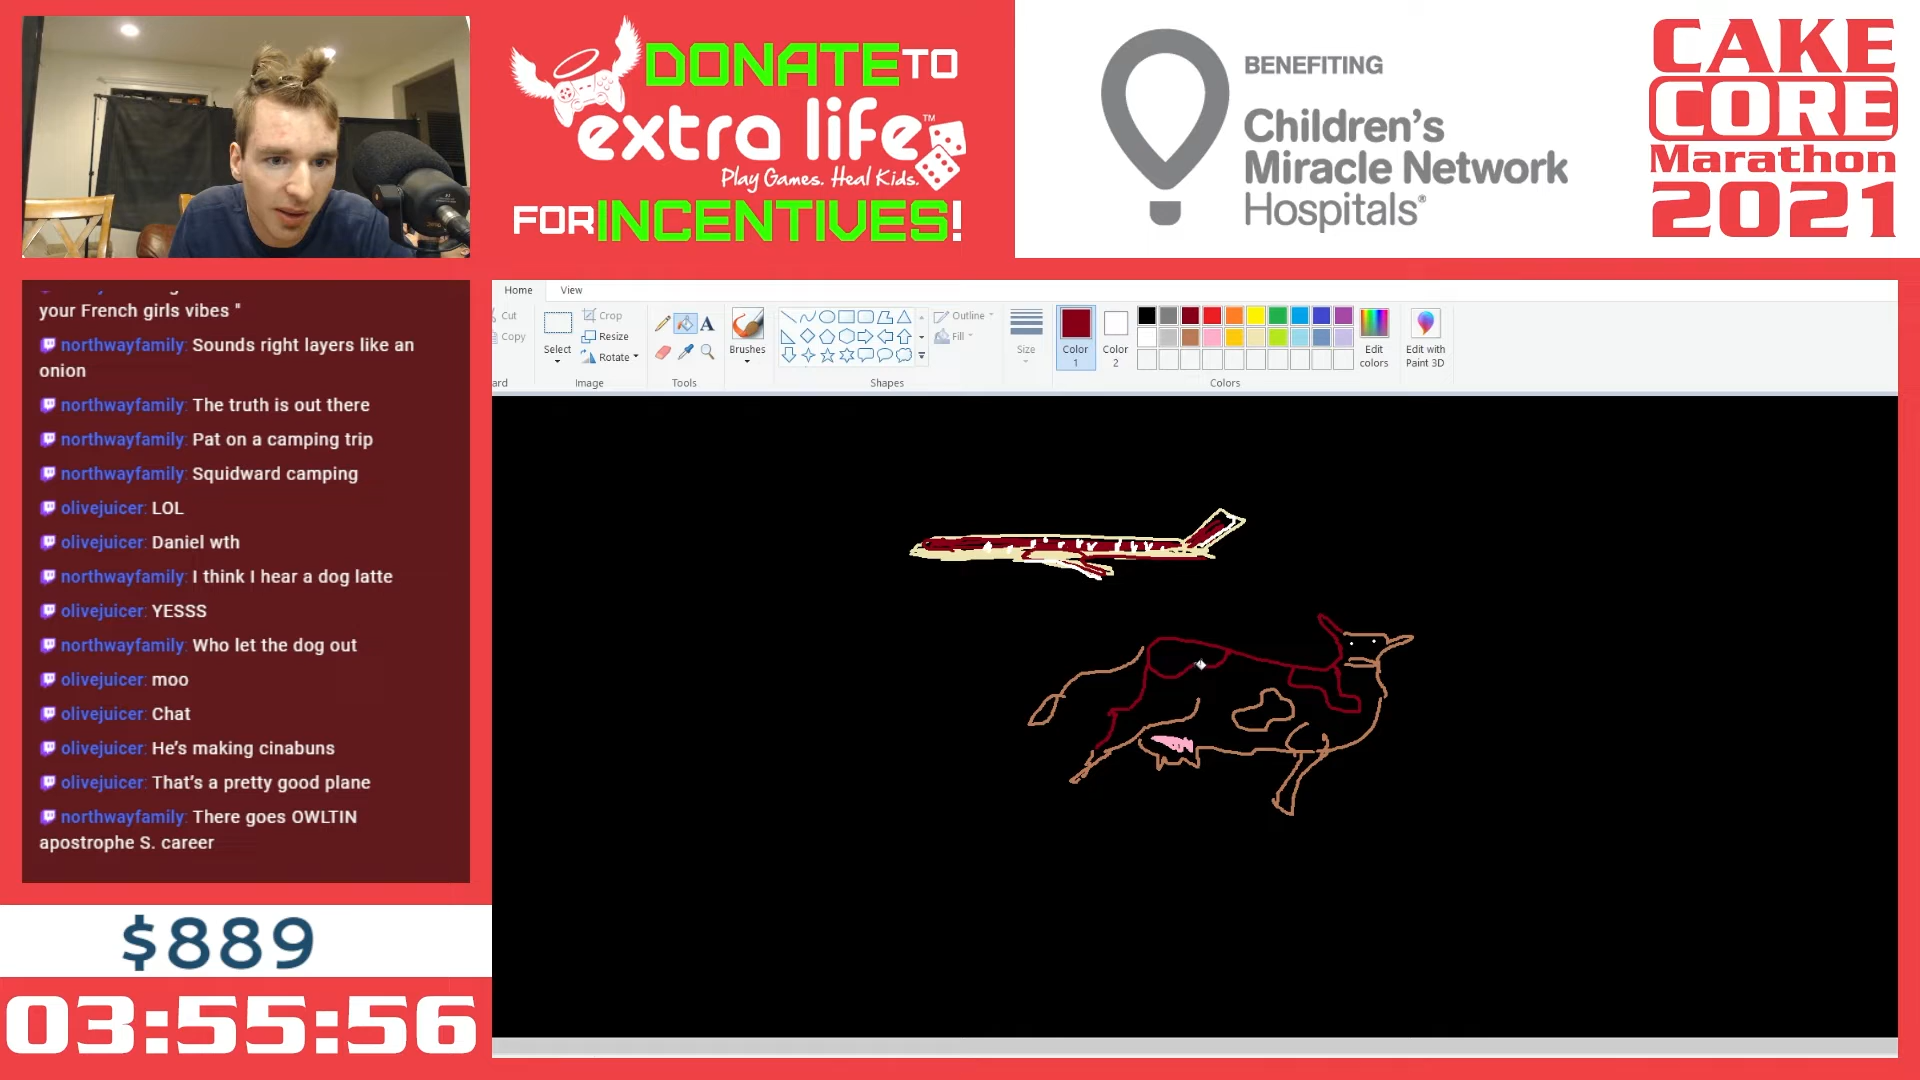 DONATE TO
extra life™
Play Games. Heal Kids.
FOR INCENTIVES!
BENEFITING
Children's
Miracle Network
Hospitals®
CAKE
CORE
Marathon
2021
your French girls vibes "
northwayfamily: Sounds right layers like an
onion
northwayfamily: The truth is out there
northwayfamily: Pat on a camping trip
northwayfamily: Squidward camping
olivejuicer: LOL
olivejuicer: Daniel wth
northwayfamily: I think I hear a dog latte
olivejuicer: YESSS
northwayfamily: Who let the dog out
olivejuicer: moo
olivejuicer: Chat
olivejuicer: He's making cinabuns
olivejuicer: That's a pretty good plane
northwayfamily: There goes OWLTIN
apostrophe S. career
$889
03:55:56
Home View
Cut
Copy
ard
Select
Crop
Resize
Rotate
Image
A
Tools
Brushes
Outline
Fill
Shapes
Size
Color
1
Color
2
Edit
colors
Colors
Edit with
Paint 3D